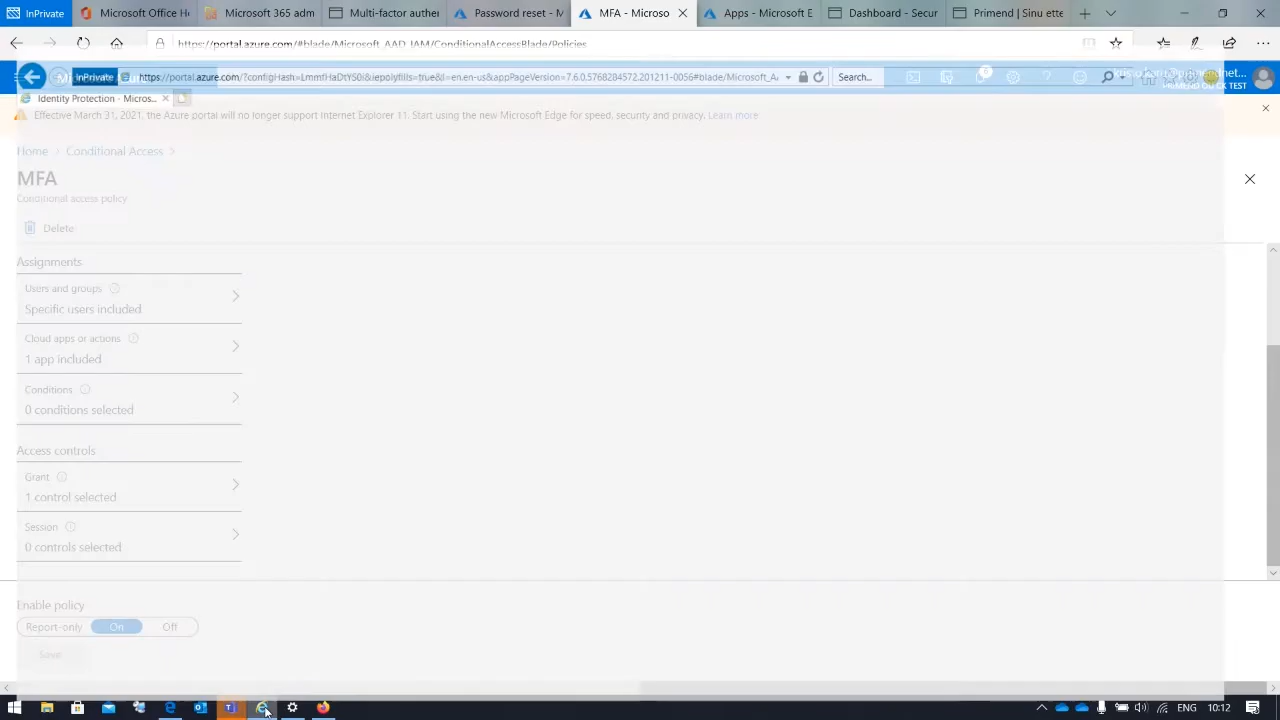 InPrivate
Microsoft Office H
Microsoft 365 adm
Multi-factor auther
Password reset - M
MFA - Microso
Apps - Microsoft E
Dashboard - Secur
Primend | Sinu ette
https://portal.azure.com/#blade/Microsoft_AAD_IAM/ConditionalAccessBlade/Policies
InPrivate
Search...
PRIMEND OU CK TEST
Identity Protection - Micros...
Effective March 31, 2021, the Azure portal will no longer support Internet Explorer 11. Start using the new Microsoft Edge for speed, security and privacy. Learn more
Home > Conditional Access >
MFA
Conditional access policy
Delete
Assignments
Users and groups
Specific users included
Cloud apps or actions
1 app included
Conditions
0 conditions selected
Access controls
Grant
1 control selected
Session
0 controls selected
Enable policy
Report-only On Off
Save
ENG 10:12